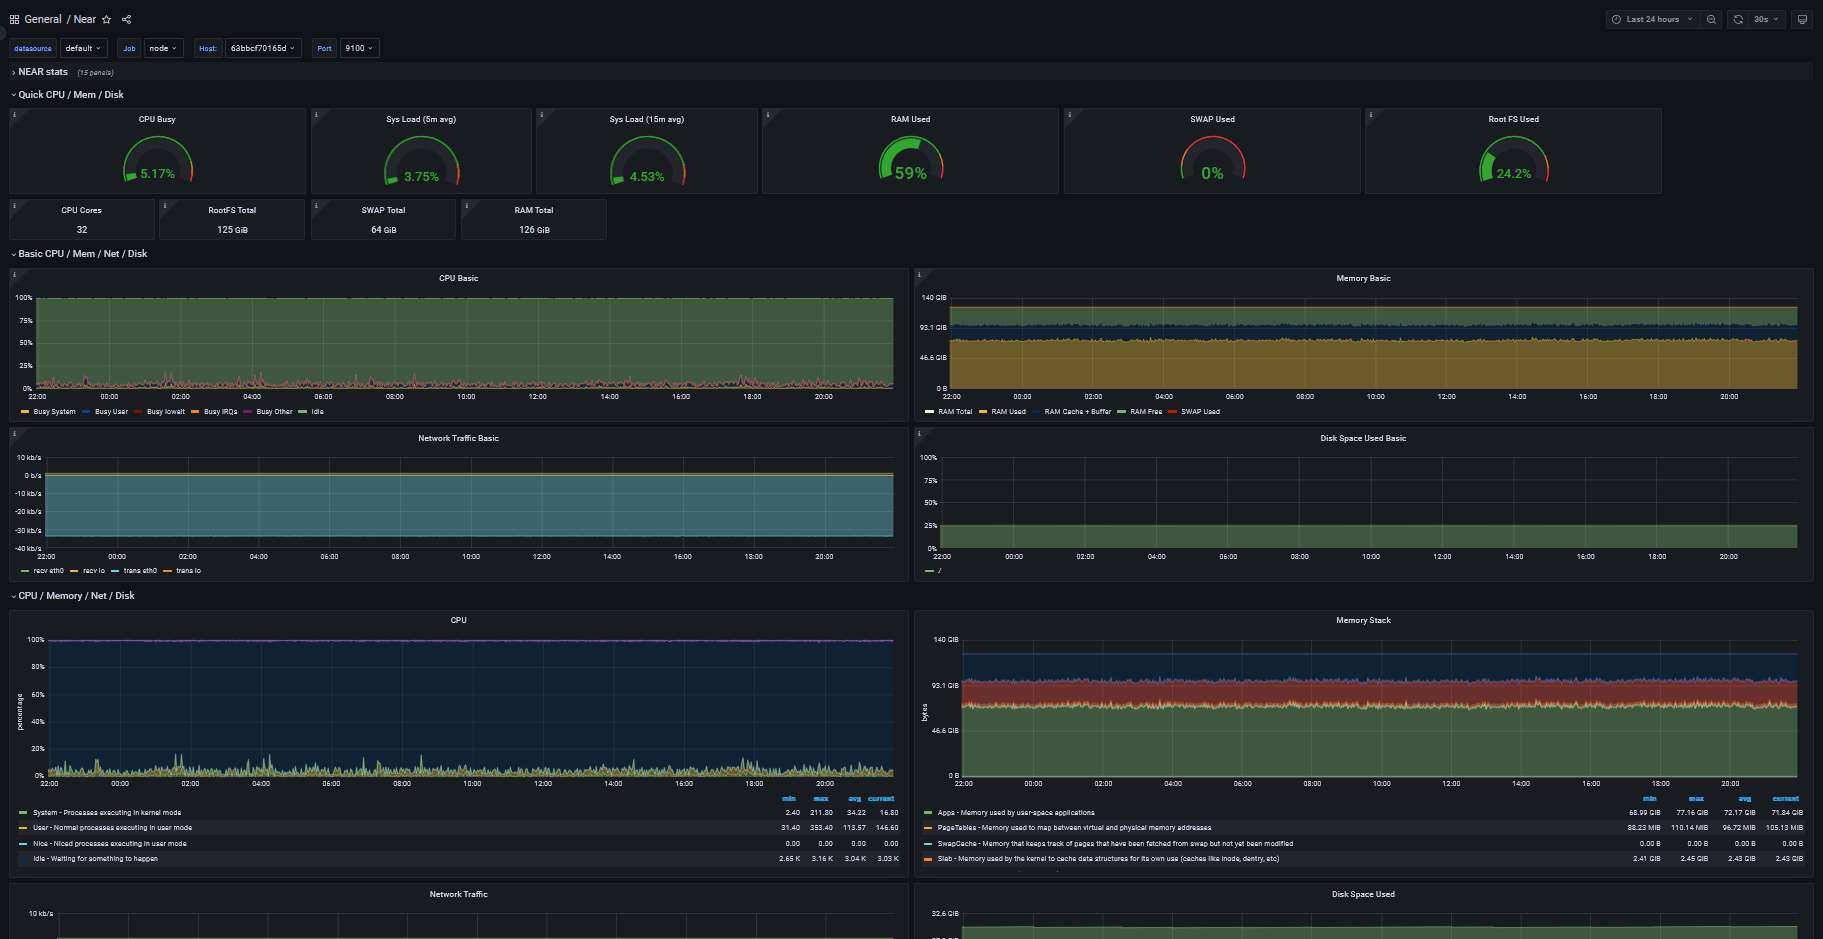 General / Near
Last 24 hours 30s
datasource default Job node Host: 63bbcf70165d Port 9100
NEAR stats (15 panels)
Quick CPU / Mem / Disk
CPU Busy Sys Load (5m avg) Sys Load (15m avg) RAM Used SWAP Used Root FS Used
5.17% 3.75% 4.53% 59% 0% 24.2%
CPU Cores RootFS Total SWAP Total RAM Total
32 125 GiB 64 GiB 126 GiB
Basic CPU / Mem / Net / Disk
CPU Basic
100%
75%
50%
25%
0%
22:00 00:00 02:00 04:00 06:00 08:00 10:00 12:00 14:00 16:00 18:00 20:00
Busy System Busy User Busy Iowait Busy IRQs Busy Other Idle
Memory Basic
140 GiB
93.1 GiB
46.6 GiB
0 B
22:00 00:00 02:00 04:00 06:00 08:00 10:00 12:00 14:00 16:00 18:00 20:00
RAM Total RAM Used RAM Cache + Buffer RAM Free SWAP Used
Network Traffic Basic
10 kb/s
0 b/s
-10 kb/s
-20 kb/s
-30 kb/s
-40 kb/s
22:00 00:00 02:00 04:00 06:00 08:00 10:00 12:00 14:00 16:00 18:00 20:00
recv eth0 recv lo trans eth0 trans lo
Disk Space Used Basic
100%
75%
50%
25%
0%
22:00 00:00 02:00 04:00 06:00 08:00 10:00 12:00 14:00 16:00 18:00 20:00
/
CPU / Memory / Net / Disk
CPU
percentage
100%
80%
60%
40%
20%
0%
22:00 00:00 02:00 04:00 06:00 08:00 10:00 12:00 14:00 16:00 18:00 20:00
min max avg current
System - Processes executing in kernel mode 2.40 211.80 34.22 16.80
User - Normal processes executing in user mode 31.40 353.40 113.57 146.60
Nice - Niced processes executing in user mode 0.00 0.00 0.00 0.00
Idle - Waiting for something to happen 2.65 K 3.16 K 3.04 K 3.03 K
Memory Stack
bytes
140 GiB
93.1 GiB
46.6 GiB
0 B
22:00 00:00 02:00 04:00 06:00 08:00 10:00 12:00 14:00 16:00 18:00 20:00
min max avg current
Apps - Memory used by user-space applications 68.99 GiB 77.16 GiB 72.17 GiB 71.84 GiB
PageTables - Memory used to map between virtual and physical memory addresses 88.23 MiB 110.14 MiB 96.72 MiB 105.13 MiB
SwapCache - Memory that keeps track of pages that have been fetched from swap but not yet been modified 0.00 B 0.00 B 0.00 B 0.00 B
Slab - Memory used by the kernel to cache data structures for its own use (caches like inode, dentry, etc) 2.41 GiB 2.45 GiB 2.43 GiB 2.43 GiB
Network Traffic
10 kb/s
Disk Space Used
32.6 GiB